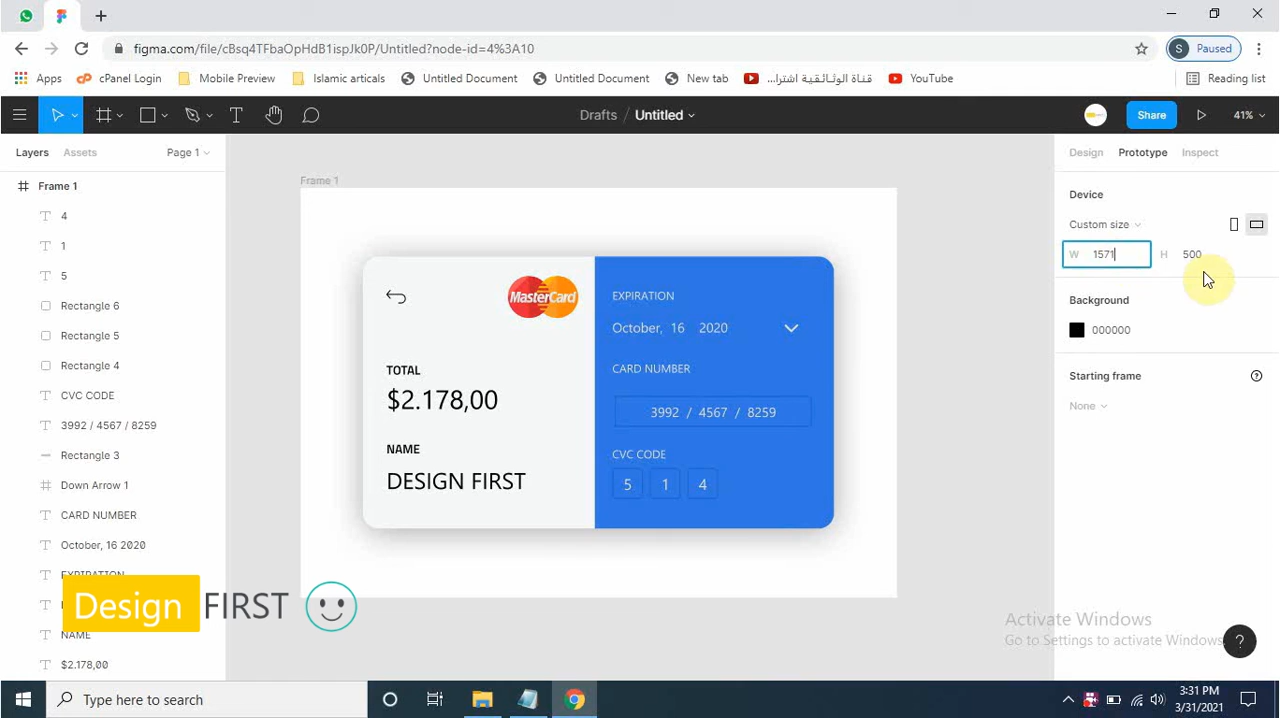 figma.com/file/cBsq4TFbaOpHdB1ispJk0P/Untitled?node-id=4%3A10
S Paused
Apps cPanel Login Mobile Preview Islamic articals Untitled Document Untitled Document New tab قناة الوثائقية اشترا... YouTube Reading list
Drafts / Untitled Share 41%
Layers Assets Page 1
Design Prototype Inspect
Frame 1
4
1
5
Rectangle 6
Rectangle 5
Rectangle 4
CVC CODE
3992 / 4567 / 8259
Rectangle 3
Down Arrow 1
CARD NUMBER
October, 16 2020
EXPIRATION
NAME
$2.178,00
Design FIRST
Frame 1
MasterCard
TOTAL
$2.178,00
NAME
DESIGN FIRST
EXPIRATION
October, 16 2020
CARD NUMBER
3992 / 4567 / 8259
CVC CODE
5 1 4
Device
Custom size
W 1571 H 500
Background
000000
Starting frame
None
Activate Windows
Go to Settings to activate Windows.
?
Type here to search
3:31 PM
3/31/2021